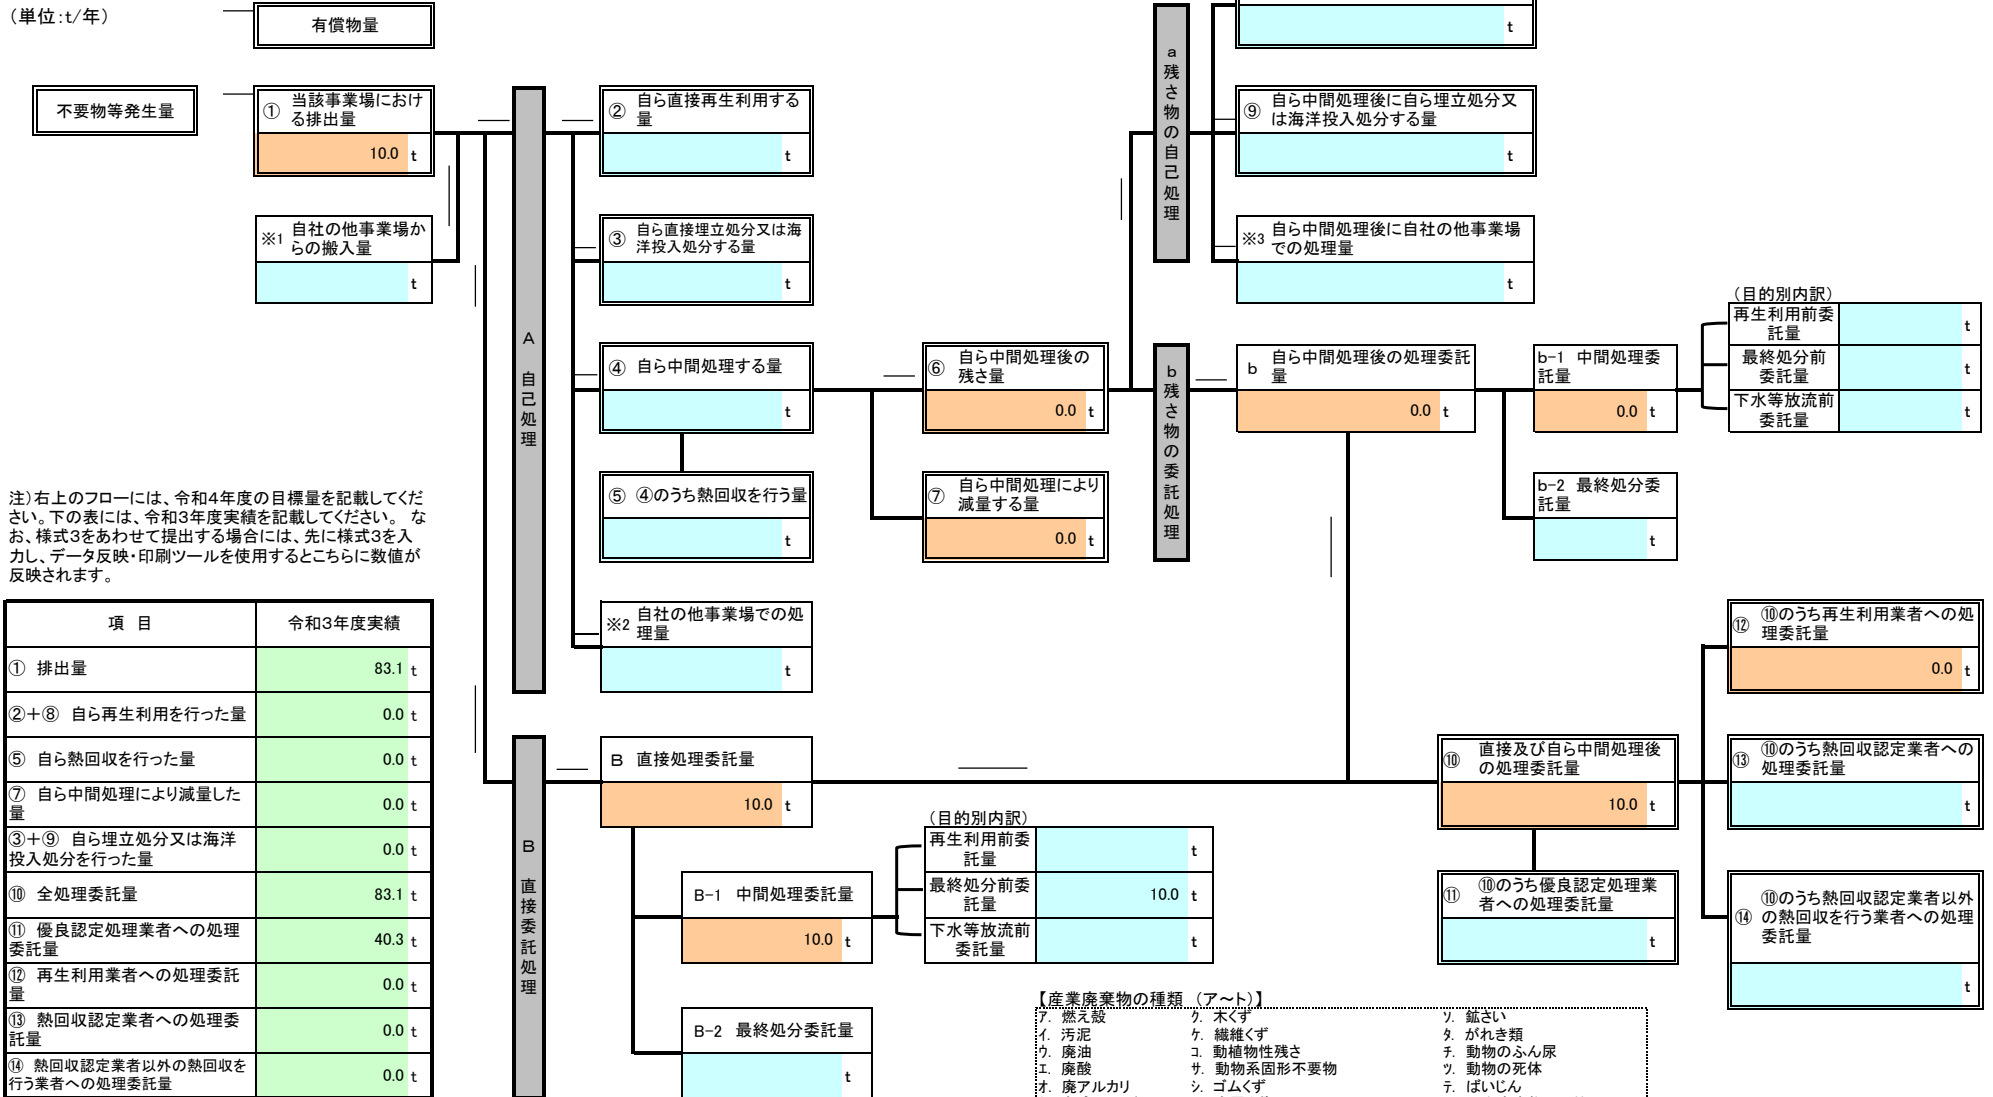 （単位:t/年）
有償物量
t
不要物等発生量
① 当該事業場におけ
る排出量
10.0 t
※1 自社の他事業場か
らの搬入量
t
A 自己処理
② 自ら直接再生利用する
量
t
③ 自ら直接埋立処分又は海
洋投入処分する量
t
④ 自ら中間処理する量
t
⑤ ④のうち熱回収を行う量
t
※2 自社の他事業場での処
理量
t
⑥ 自ら中間処理後の
残さ量
0.0 t
⑦ 自ら中間処理により
減量する量
0.0 t
a 残さ物の自己処理
⑨ 自ら中間処理後に自ら埋立処分又
は海洋投入処分する量
t
※3 自ら中間処理後に自社の他事業場
での処理量
t
b 残さ物の委託処理
b 自ら中間処理後の処理委託
量
0.0 t
b-1 中間処理委
託量
0.0 t
b-2 最終処分委
託量
t
（目的別内訳）
再生利用前委
託量
t
最終処分前
委託量
t
下水等放流前
委託量
t
注）右上のフローには、令和4年度の目標量を記載してくだ
さい。下の表には、令和3年度実績を記載してください。 な
お、様式3をあわせて提出する場合には、先に様式3を入
力し、データ反映・印刷ツールを使用するとこちらに数値が
反映されます。
項 目 令和3年度実績
① 排出量 83.1 t
②＋⑧ 自ら再生利用を行った量 0.0 t
⑤ 自ら熱回収を行った量 0.0 t
⑦ 自ら中間処理により減量した
量 0.0 t
③＋⑨ 自ら埋立処分又は海洋
投入処分を行った量 0.0 t
⑩ 全処理委託量 83.1 t
⑪ 優良認定処理業者への処理
委託量 40.3 t
⑫ 再生利用業者への処理委託
量 0.0 t
⑬ 熱回収認定業者への処理委
託量 0.0 t
⑭ 熱回収認定業者以外の熱回収を
行う業者への処理委託量 0.0 t
B 直接委託処理
B 直接処理委託量
10.0 t
B-1 中間処理委託量
10.0 t
B-2 最終処分委託量
t
（目的別内訳）
再生利用前委
託量
t
最終処分前委
託量
10.0 t
下水等放流前
委託量
t
⑩ 直接及び自ら中間処理後
の処理委託量
10.0 t
⑪ ⑩のうち優良認定処理業
者への処理委託量
t
⑫ ⑩のうち再生利用業者への処
理委託量
0.0 t
⑬ ⑩のうち熱回収認定業者への
処理委託量
t
⑭ ⑩のうち熱回収認定業者以外
の熱回収を行う業者への処理
委託量
t
【産業廃棄物の種類 （ア～ト）】
ア. 燃え殻 ク. 木くず ソ. 鉱さい
イ. 汚泥 ケ. 繊維くず タ. がれき類
ウ. 廃油 コ. 動植物性残さ チ. 動物のふん尿
エ. 廃酸 サ. 動物系固形不要物 ツ. 動物の死体
オ. 廃アルカリ シ. ゴムくず テ. ばいじん